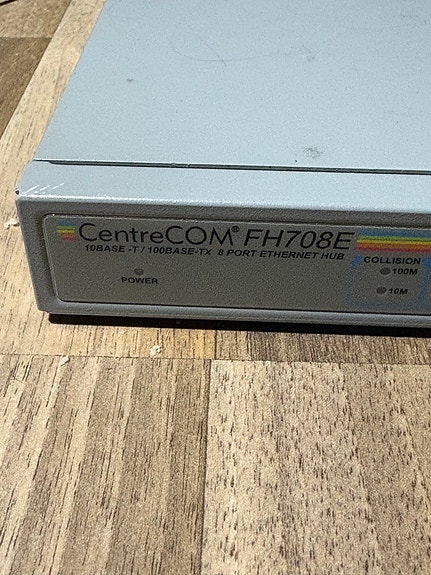 CentreCOM® FH708E
10BASE -T / 100BASE-TX 8 PORT ETHERNET HUB
COLLISION
100M
POWER
10M